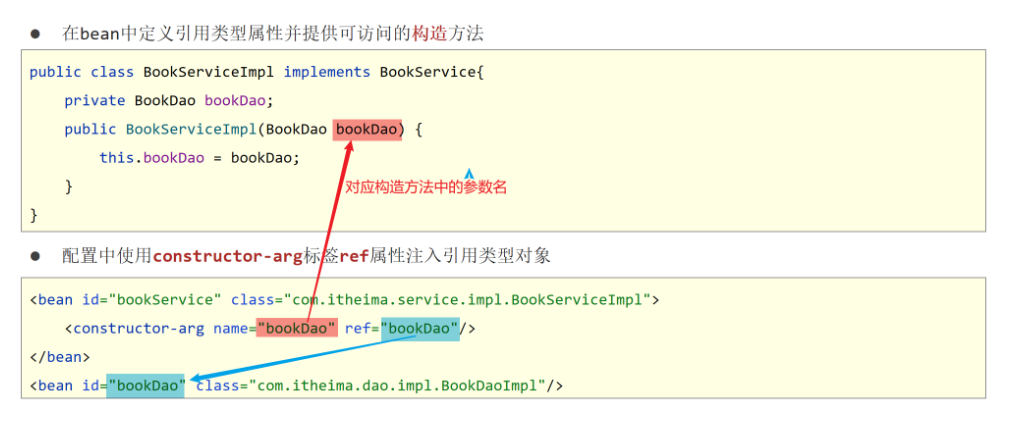 ● 在bean中定义引用类型属性并提供可访问的构造方法
public class BookServiceImpl implements BookService{
    private BookDao bookDao;
    public BookServiceImpl(BookDao bookDao) {
        this.bookDao = bookDao;
    }
对应构造方法中的参数名
}
● 配置中使用constructor-arg标签ref属性注入引用类型对象
<bean id="bookService" class="com.itheima.service.impl.BookServiceImpl">
    <constructor-arg name="bookDao" ref="bookDao"/>
</bean>
<bean id="bookDao" class="com.itheima.dao.impl.BookDaoImpl"/>